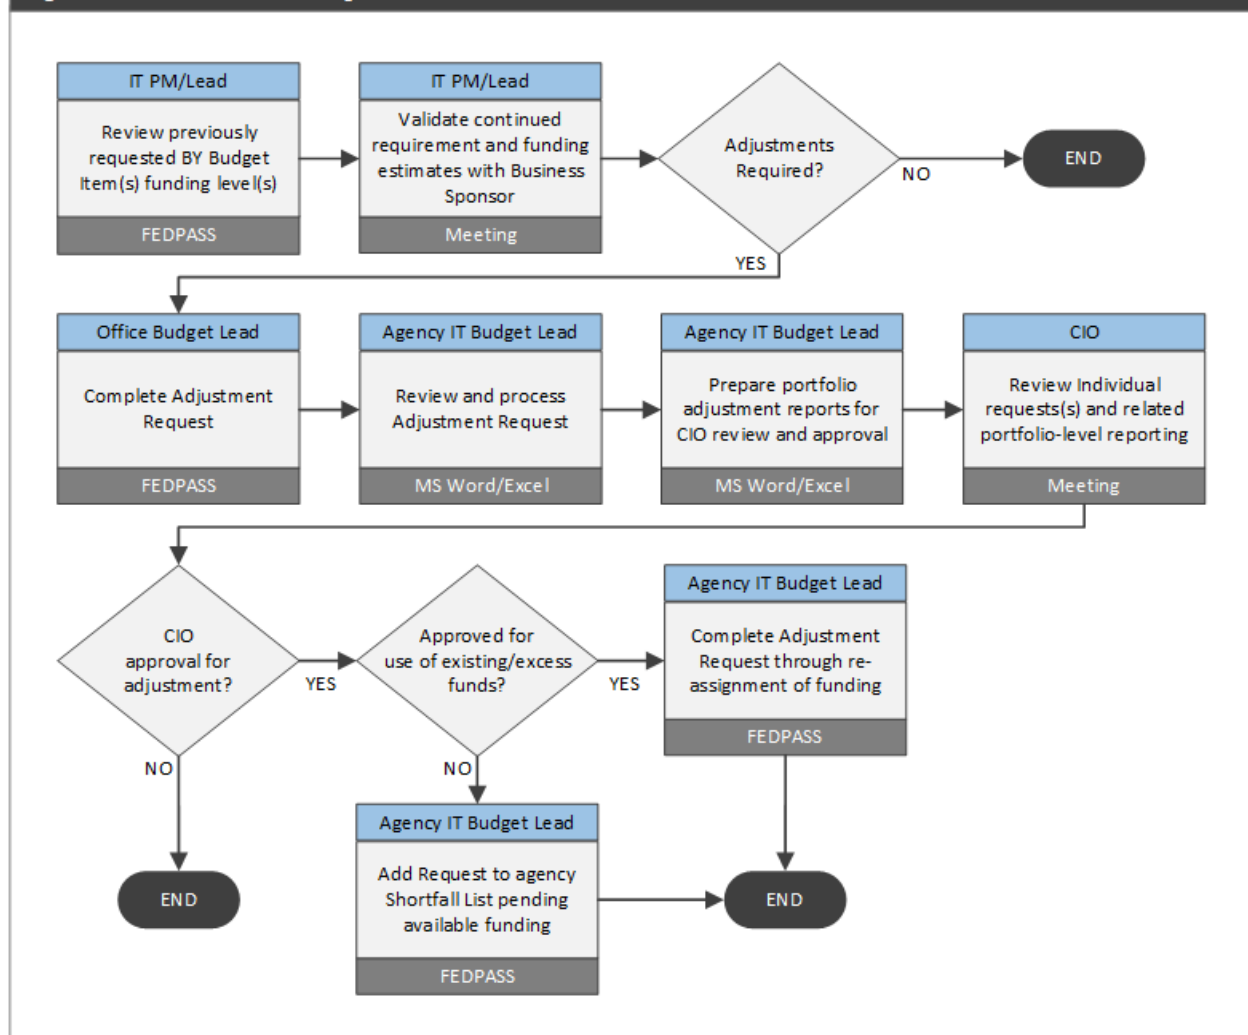 IT PM/Lead
Review previously
requested BY Budget
Item(s) funding level(s)
FEDPASS
IT PM/Lead
Validate continued
requirement and funding
estimates with Business
Sponsor
Meeting
Adjustments
Required?
NO
END
YES
Office Budget Lead
Complete Adjustment
Request
FEDPASS
Agency IT Budget Lead
Review and process
Adjustment Request
MS Word/Excel
Agency IT Budget Lead
Prepare portfolio
adjustment reports for
CIO review and approval
MS Word/Excel
CIO
Review Individual
requests(s) and related
portfolio-level reporting
Meeting
CIO
approval for
adjustment?
YES
NO
END
Approved for
use of existing/excess
funds?
YES
NO
Agency IT Budget Lead
Complete Adjustment
Request through re-
assignment of funding
FEDPASS
Agency IT Budget Lead
Add Request to agency
Shortfall List pending
available funding
FEDPASS
END